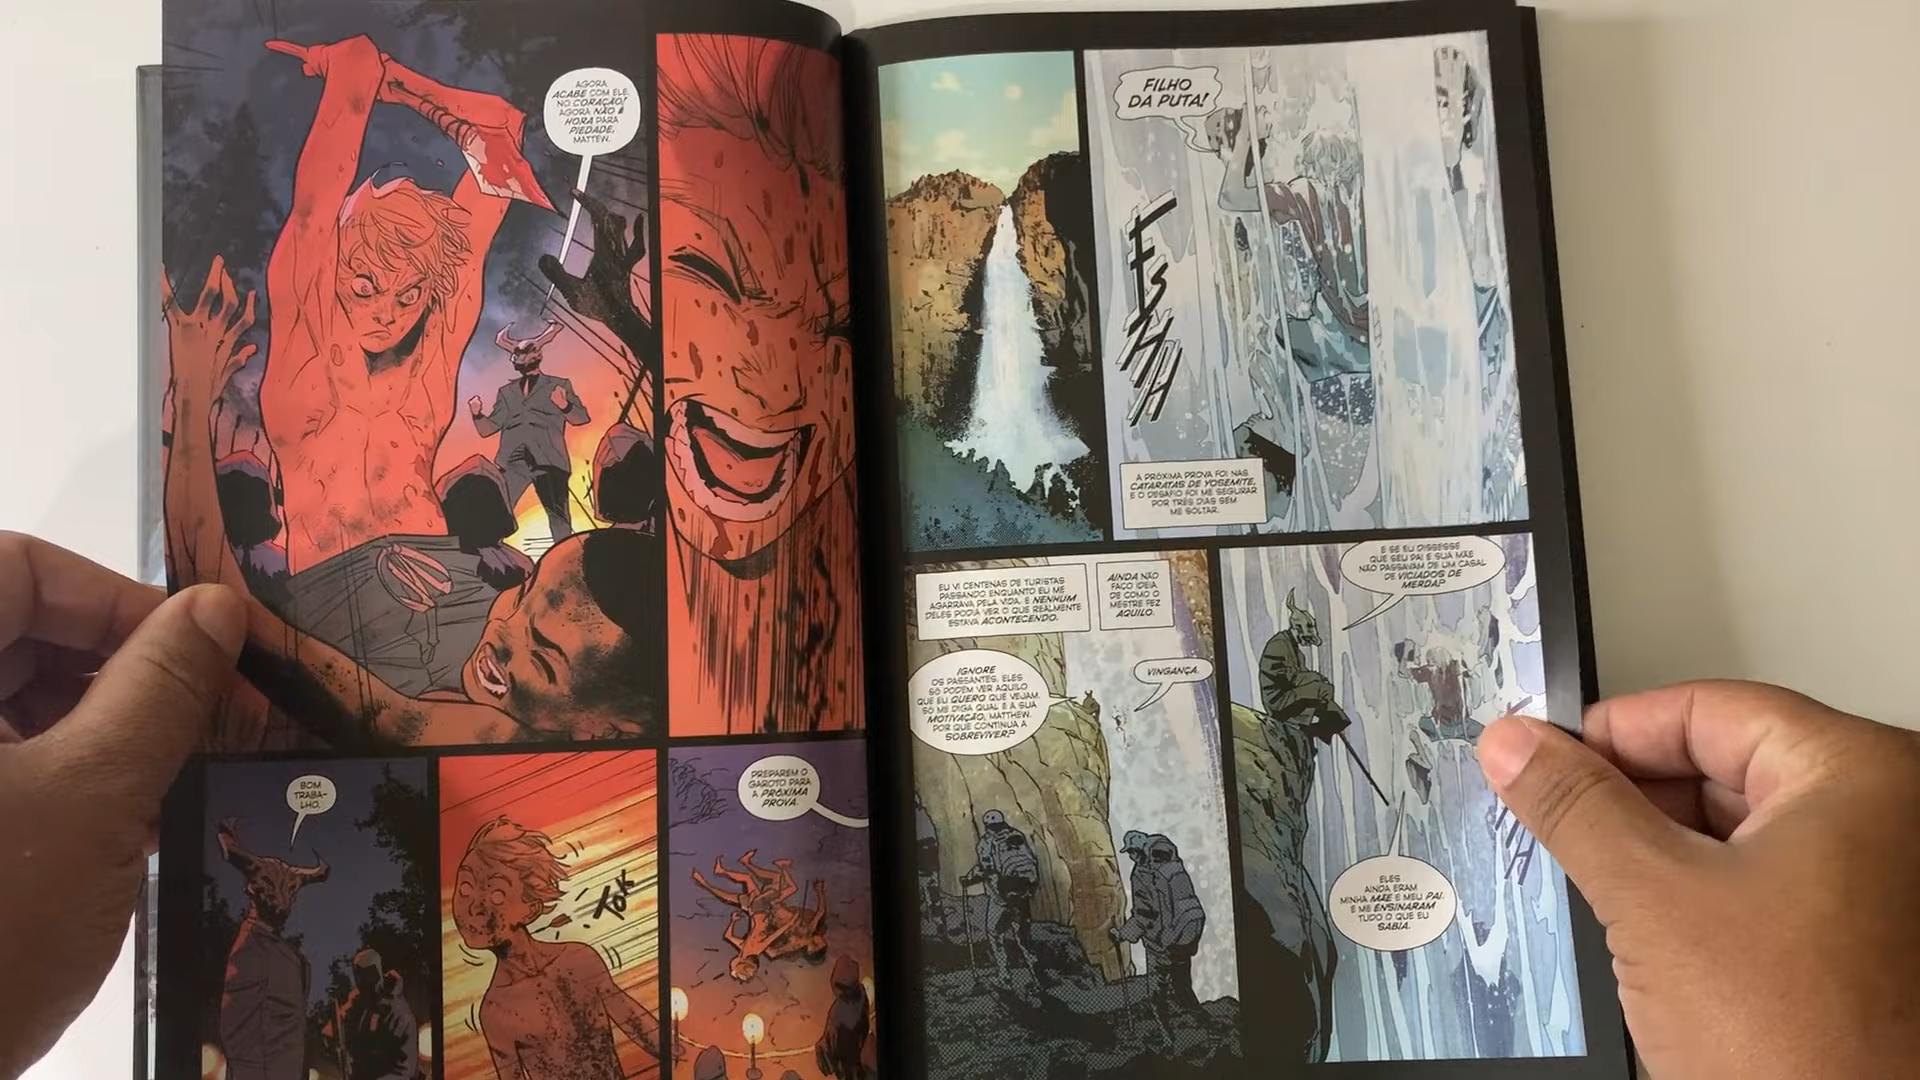 AGORA
ACABE COM ELE.
NO CORAÇÃO!
AGORA NÃO É
HORA PARA
PIEDADE,
MATTEW.
BOM
TRABA-
LHO.
TOK
PREPAREM O
GAROTO PARA
A PRÓXIMA
PROVA.
FILHO
DA PUTA!
FSHHH
A PRÓXIMA PROVA FOI NAS
CATARATAS DE YOSEMITE,
E O DESAFIO FOI ME SEGURAR
POR TRÊS DIAS SEM
ME SOLTAR.
EU VI CENTENAS DE TURISTAS
PASSANDO ENQUANTO EU ME
AGARRAVA PELA VIDA. E NENHUM
DELES PODIA VER O QUE REALMENTE
ESTAVA ACONTECENDO.
AINDA NÃO
FAÇO IDEIA
DE COMO O
MESTRE FEZ
AQUILO.
IGNORE
OS PASSANTES. ELES
SÓ PODEM VER AQUILO
QUE EU QUERO QUE VEJAM.
SÓ ME DIGA QUAL É A SUA
MOTIVAÇÃO, MATTHEW.
POR QUE CONTINUA A
SOBREVIVER?
VINGANÇA.
E SE EU DISSESSE
QUE SEU PAI E SUA MÃE
NÃO PASSAVAM DE UM CASAL
DE VICIADOS DE
MERDA?
ELES
AINDA ERAM
MINHA MÃE E MEU PAI.
E ME ENSINARAM
TUDO O QUE EU
SABIA.